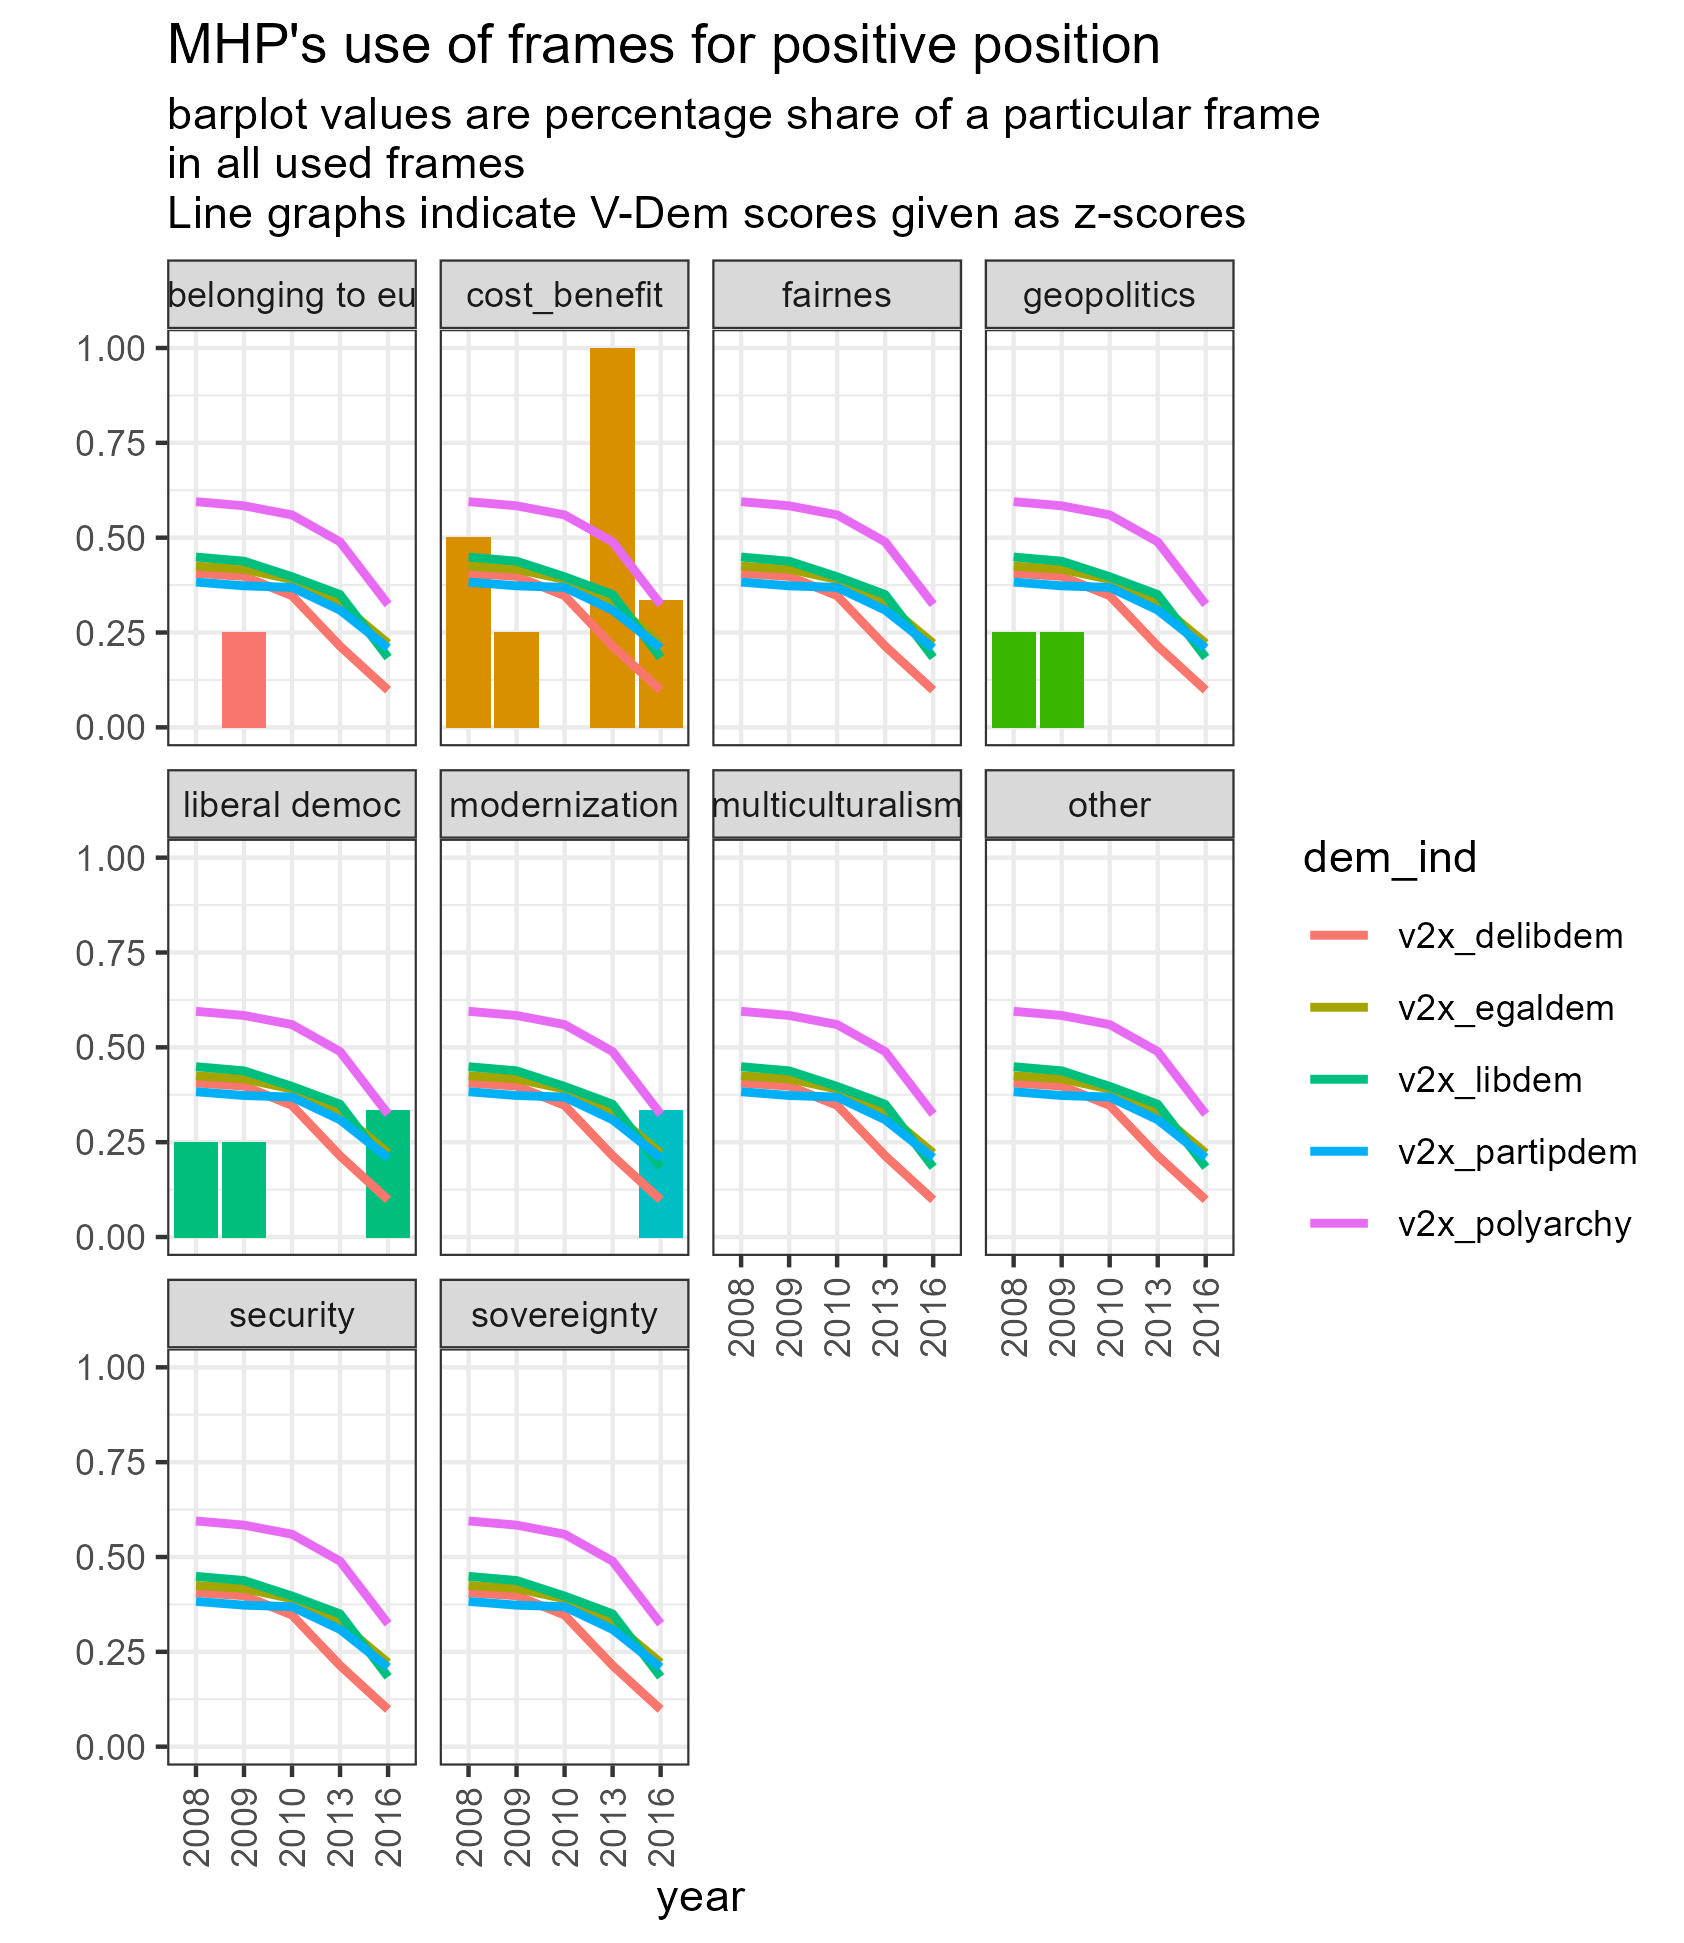 MHP's use of frames for positive position
barplot values are percentage share of a particular frame
in all used frames
Line graphs indicate V-Dem scores given as z-scores
belonging to eu
cost_benefit
fairnes
geopolitics
1.00
0.75
0.50
0.25
0.00
liberal democ
modernization
multiculturalism
other
1.00
0.75
0.50
0.25
0.00
2008
2009
2010
2013
2016
2008
2009
2010
2013
2016
security
sovereignty
1.00
0.75
0.50
0.25
0.00
2008
2009
2010
2013
2016
2008
2009
2010
2013
2016
year
dem_ind
v2x_delibdem
v2x_egaldem
v2x_libdem
v2x_partipdem
v2x_polyarchy